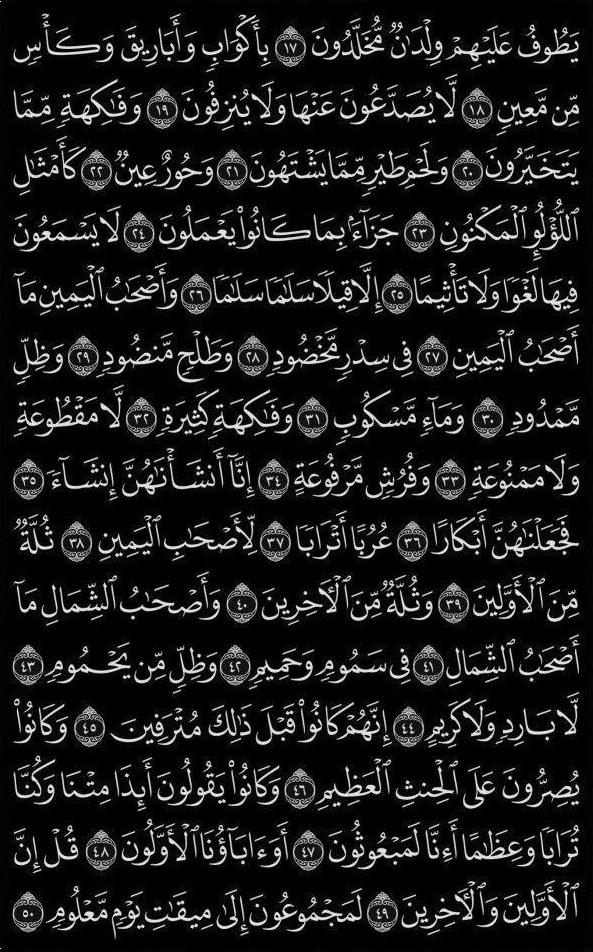 يَطُوفُ عَلَيْهِمْ وِلْدَٰنٌ مُّخَلَّدُونَ ۝١٧ بِأَكْوَابٍ وَأَبَارِيقَ وَكَأْسٍ
مِّن مَّعِينٍ ۝١٨ لَّا يُصَدَّعُونَ عَنْهَا وَلَا يُنزِفُونَ ۝١٩ وَفَٰكِهَةٍ مِّمَّا
يَتَخَيَّرُونَ ۝٢٠ وَلَحْمِ طَيْرٍ مِّمَّا يَشْتَهُونَ ۝٢١ وَحُورٌ عِينٌ ۝٢٢ كَأَمْثَٰلِ
ٱللُّؤْلُؤِ ٱلْمَكْنُونِ ۝٢٣ جَزَآءًۢ بِمَا كَانُوا۟ يَعْمَلُونَ ۝٢٤ لَا يَسْمَعُونَ
فِيهَا لَغْوًا وَلَا تَأْثِيمًا ۝٢٥ إِلَّا قِيلًا سَلَٰمًا سَلَٰمًا ۝٢٦ وَأَصْحَٰبُ ٱلْيَمِينِ مَآ
أَصْحَٰبُ ٱلْيَمِينِ ۝٢٧ فِى سِدْرٍ مَّخْضُودٍ ۝٢٨ وَطَلْحٍ مَّنضُودٍ ۝٢٩ وَظِلٍّ
مَّمْدُودٍ ۝٣٠ وَمَآءٍ مَّسْكُوبٍ ۝٣١ وَفَٰكِهَةٍ كَثِيرَةٍ ۝٣٢ لَّا مَقْطُوعَةٍ
وَلَا مَمْنُوعَةٍ ۝٣٣ وَفُرُشٍ مَّرْفُوعَةٍ ۝٣٤ إِنَّآ أَنشَأْنَٰهُنَّ إِنشَآءً ۝٣٥
فَجَعَلْنَٰهُنَّ أَبْكَارًا ۝٣٦ عُرُبًا أَتْرَابًا ۝٣٧ لِّأَصْحَٰبِ ٱلْيَمِينِ ۝٣٨ ثُلَّةٌ
مِّنَ ٱلْأَوَّلِينَ ۝٣٩ وَثُلَّةٌ مِّنَ ٱلْءَاخِرِينَ ۝٤٠ وَأَصْحَٰبُ ٱلشِّمَالِ مَآ
أَصْحَٰبُ ٱلشِّمَالِ ۝٤١ فِى سَمُومٍ وَحَمِيمٍ ۝٤٢ وَظِلٍّ مِّن يَحْمُومٍ ۝٤٣
لَّا بَارِدٍ وَلَا كَرِيمٍ ۝٤٤ إِنَّهُمْ كَانُوا۟ قَبْلَ ذَٰلِكَ مُتْرَفِينَ ۝٤٥ وَكَانُوا۟
يُصِرُّونَ عَلَى ٱلْحِنثِ ٱلْعَظِيمِ ۝٤٦ وَكَانُوا۟ يَقُولُونَ أَئِذَا مِتْنَا وَكُنَّا
تُرَابًا وَعِظَٰمًا أَءِنَّا لَمَبْعُوثُونَ ۝٤٧ أَوَءَابَآؤُنَا ٱلْأَوَّلُونَ ۝٤٨ قُلْ إِنَّ
ٱلْأَوَّلِينَ وَٱلْءَاخِرِينَ ۝٤٩ لَمَجْمُوعُونَ إِلَىٰ مِيقَٰتِ يَوْمٍ مَّعْلُومٍ ۝٥٠